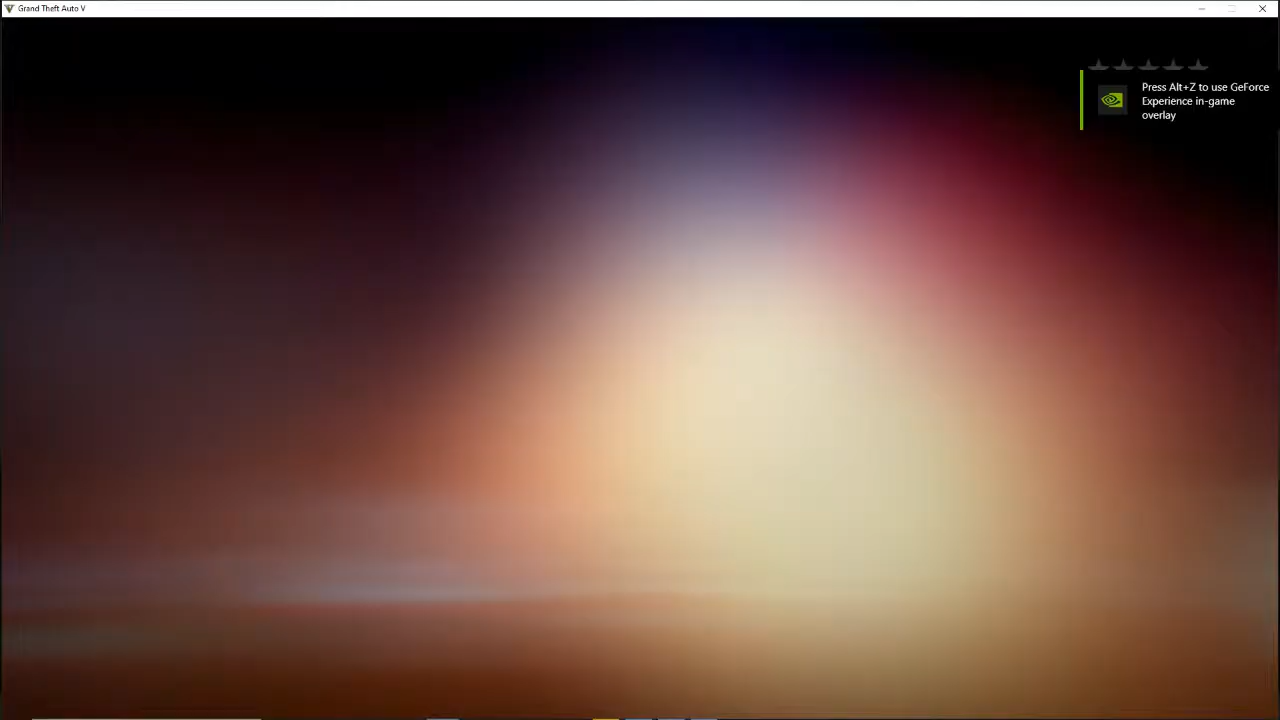 Grand Theft Auto V
Press Alt+Z to use GeForce
Experience in-game
overlay